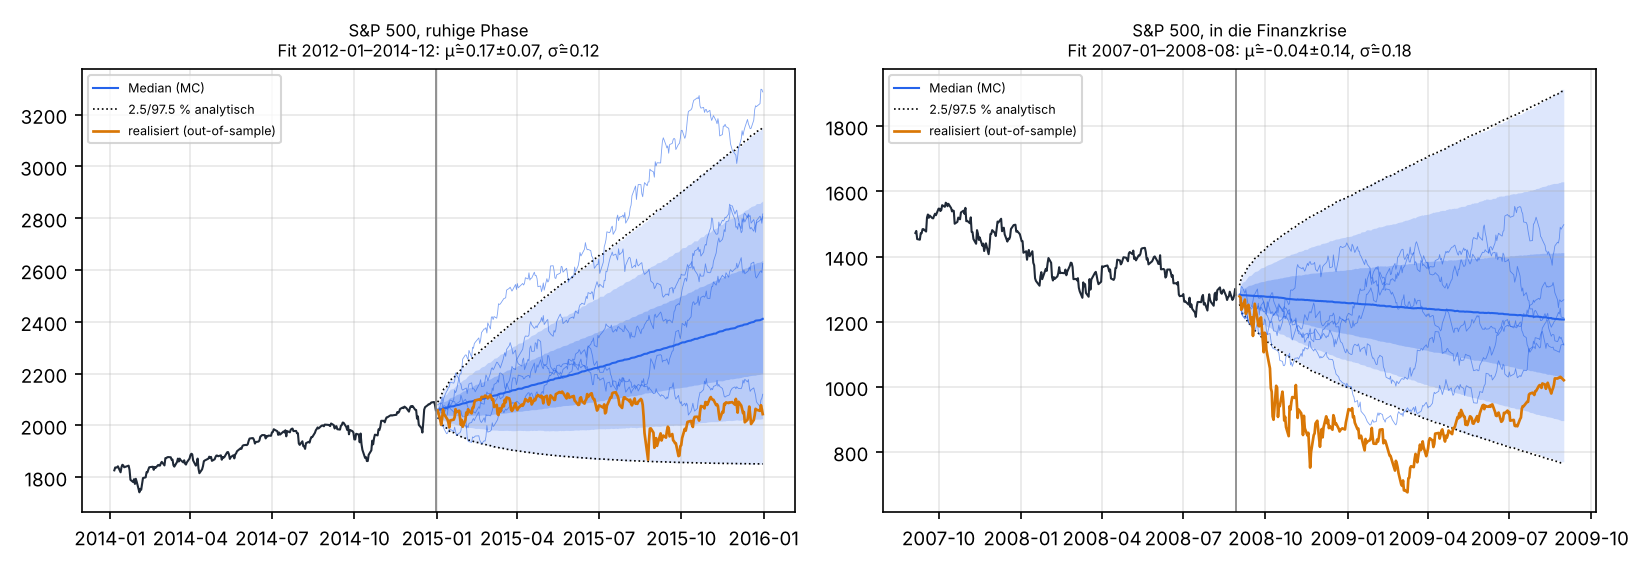 S&P 500, ruhige Phase
Fit 2012-01–2014-12: μ̂=0.17±0.07, σ̂=0.12
Median (MC)
2.5/97.5 % analytisch
realisiert (out-of-sample)
3200
3000
2800
2600
2400
2200
2000
1800
2014-01 2014-04 2014-07 2014-10 2015-01 2015-04 2015-07 2015-10 2016-01
S&P 500, in die Finanzkrise
Fit 2007-01–2008-08: μ̂=-0.04±0.14, σ̂=0.18
Median (MC)
2.5/97.5 % analytisch
realisiert (out-of-sample)
1800
1600
1400
1200
1000
800
2007-10 2008-01 2008-04 2008-07 2008-10 2009-01 2009-04 2009-07 2009-10